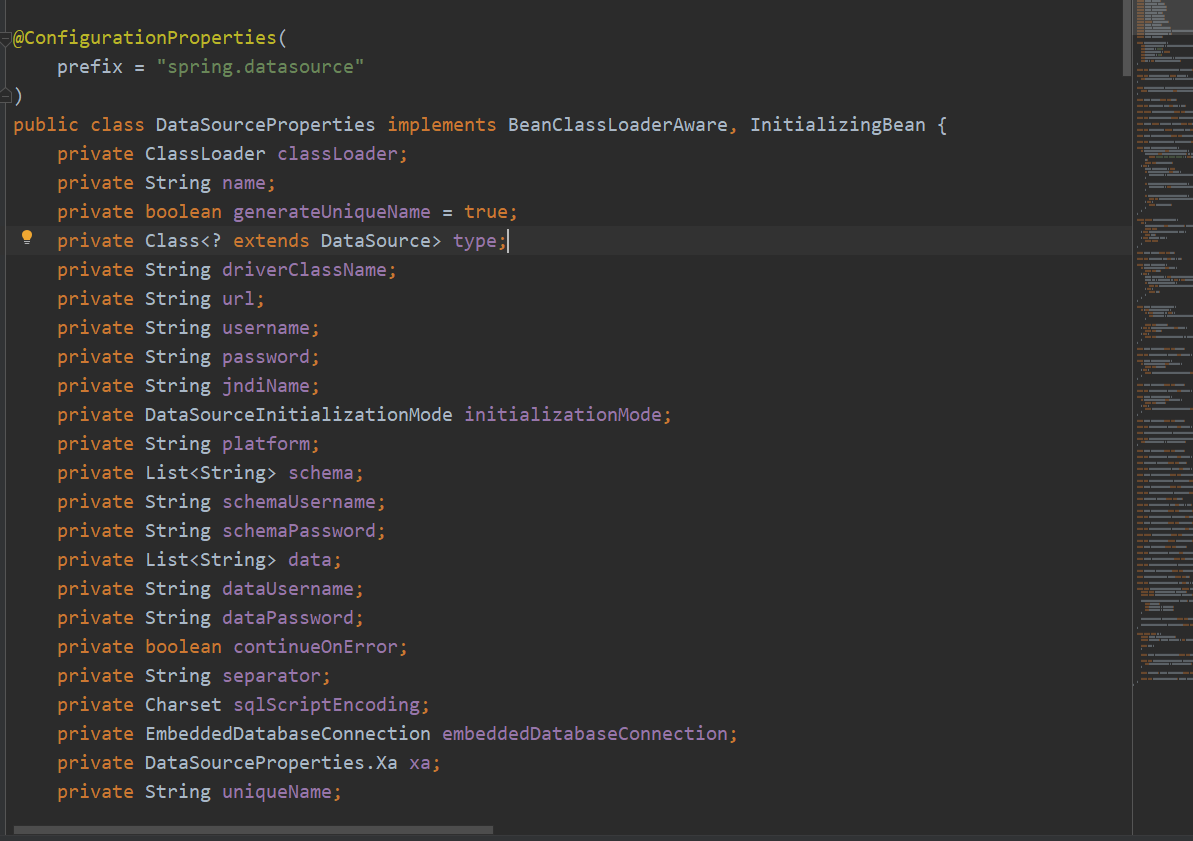 @ConfigurationProperties(
    prefix = "spring.datasource"
)
public class DataSourceProperties implements BeanClassLoaderAware, InitializingBean {
    private ClassLoader classLoader;
    private String name;
    private boolean generateUniqueName = true;
    private Class<? extends DataSource> type;
    private String driverClassName;
    private String url;
    private String username;
    private String password;
    private String jndiName;
    private DataSourceInitializationMode initializationMode;
    private String platform;
    private List<String> schema;
    private String schemaUsername;
    private String schemaPassword;
    private List<String> data;
    private String dataUsername;
    private String dataPassword;
    private boolean continueOnError;
    private String separator;
    private Charset sqlScriptEncoding;
    private EmbeddedDatabaseConnection embeddedDatabaseConnection;
    private DataSourceProperties.Xa xa;
    private String uniqueName;